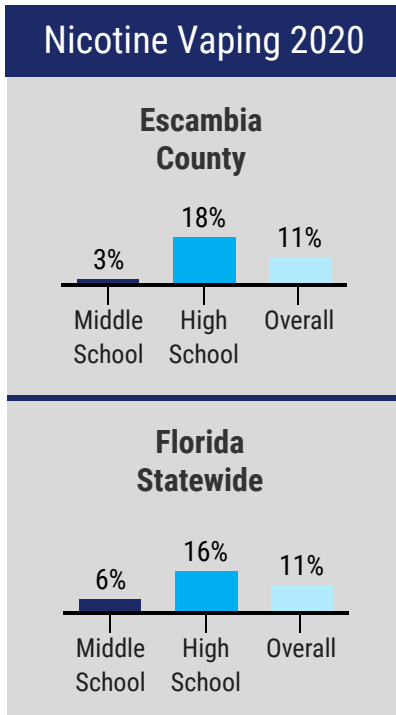 Nicotine Vaping 2020
Escambia
County
3%
18%
11%
Middle
School
High
School
Overall
Florida
Statewide
6%
16%
11%
Middle
School
High
School
Overall